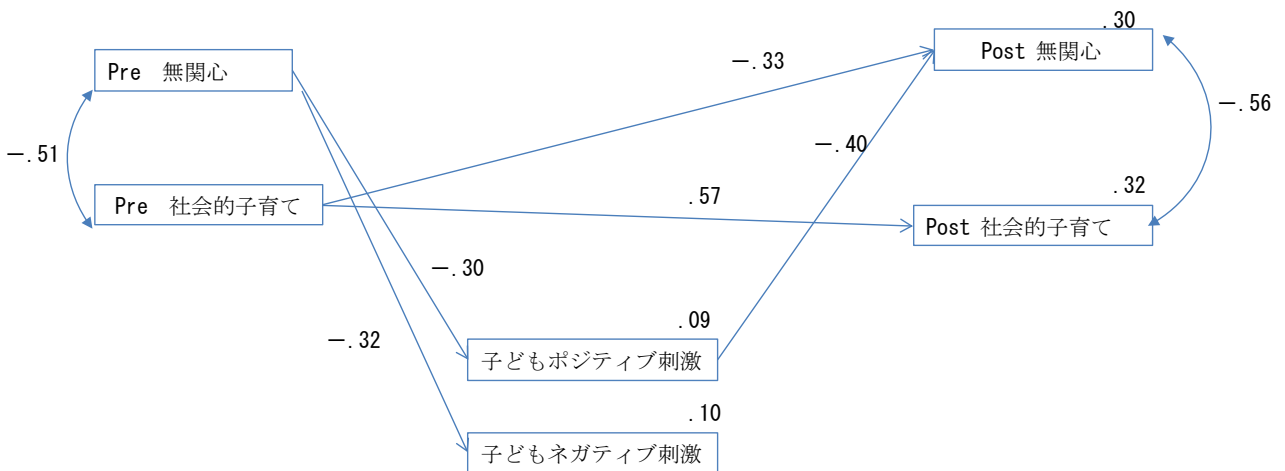 .30
Post 無関心
−.33
Pre 無関心
−.56
−.40
−.51
.32
.57
Pre 社会的子育て
Post 社会的子育て
−.30
.09
−.32
子どもポジティブ刺激
.10
子どもネガティブ刺激